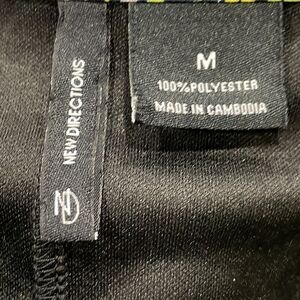 NEW DIRECTIONS
ND
M
100%POLYESTER
MADE IN CAMBODIA